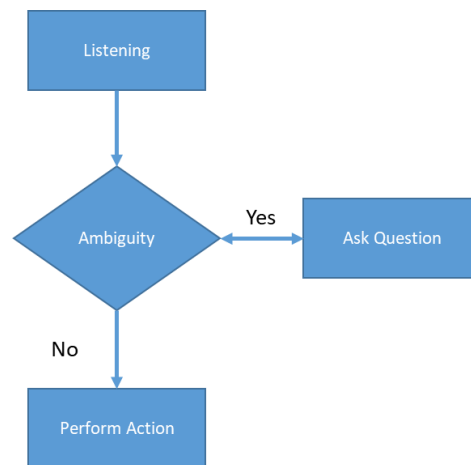 Listening
Ambiguity
Yes
Ask Question
No
Perform Action